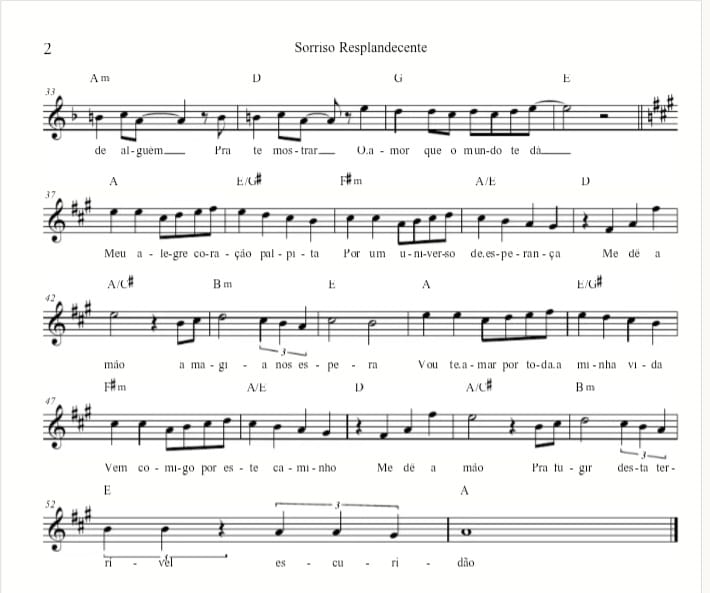 2 Sorriso Resplandecente
Am D G E
33
de al-guém Pra te mos-trar O.a - mor que o mun-do te dá
A E/G# F#m A/E D
37
Meu a - le-gre co-ra - ção pal - pi - ta Por um u-ni-ver-so de.es-pe - ran - ça Me dê a
A/C# Bm E A E/G#
42
3
mão a ma - gi - a nos es - pe - ra Vou te.a - mar por to-da.a mi-nha vi - da
F#m A/E D A/C# Bm
47
3
Vem co - mi-go por es - te ca - mi-nho Me dê a mão Pra fu - gir des-ta ter-
E A
52
3
rí - vel es - cu - ri - dão